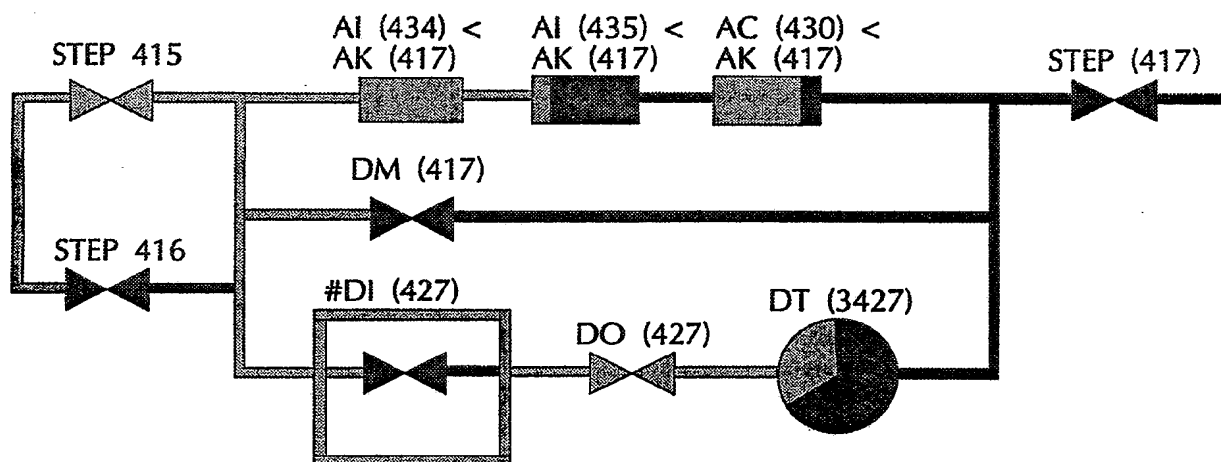 STEP 415
AI (434) <
AK (417)
AI (435) <
AK (417)
AC (430) <
AK (417)
STEP (417)
DM (417)
STEP 416
#DI (427)
DO (427)
DT (3427)